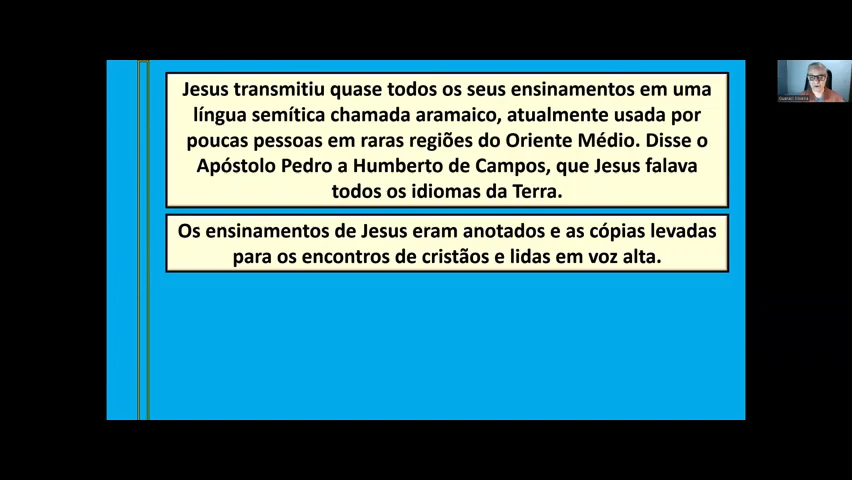 Jesus transmitiu quase todos os seus ensinamentos em uma
língua semítica chamada aramaico, atualmente usada por
poucas pessoas em raras regiões do Oriente Médio. Disse o
Apóstolo Pedro a Humberto de Campos, que Jesus falava
todos os idiomas da Terra.
Os ensinamentos de Jesus eram anotados e as cópias levadas
para os encontros de cristãos e lidas em voz alta.